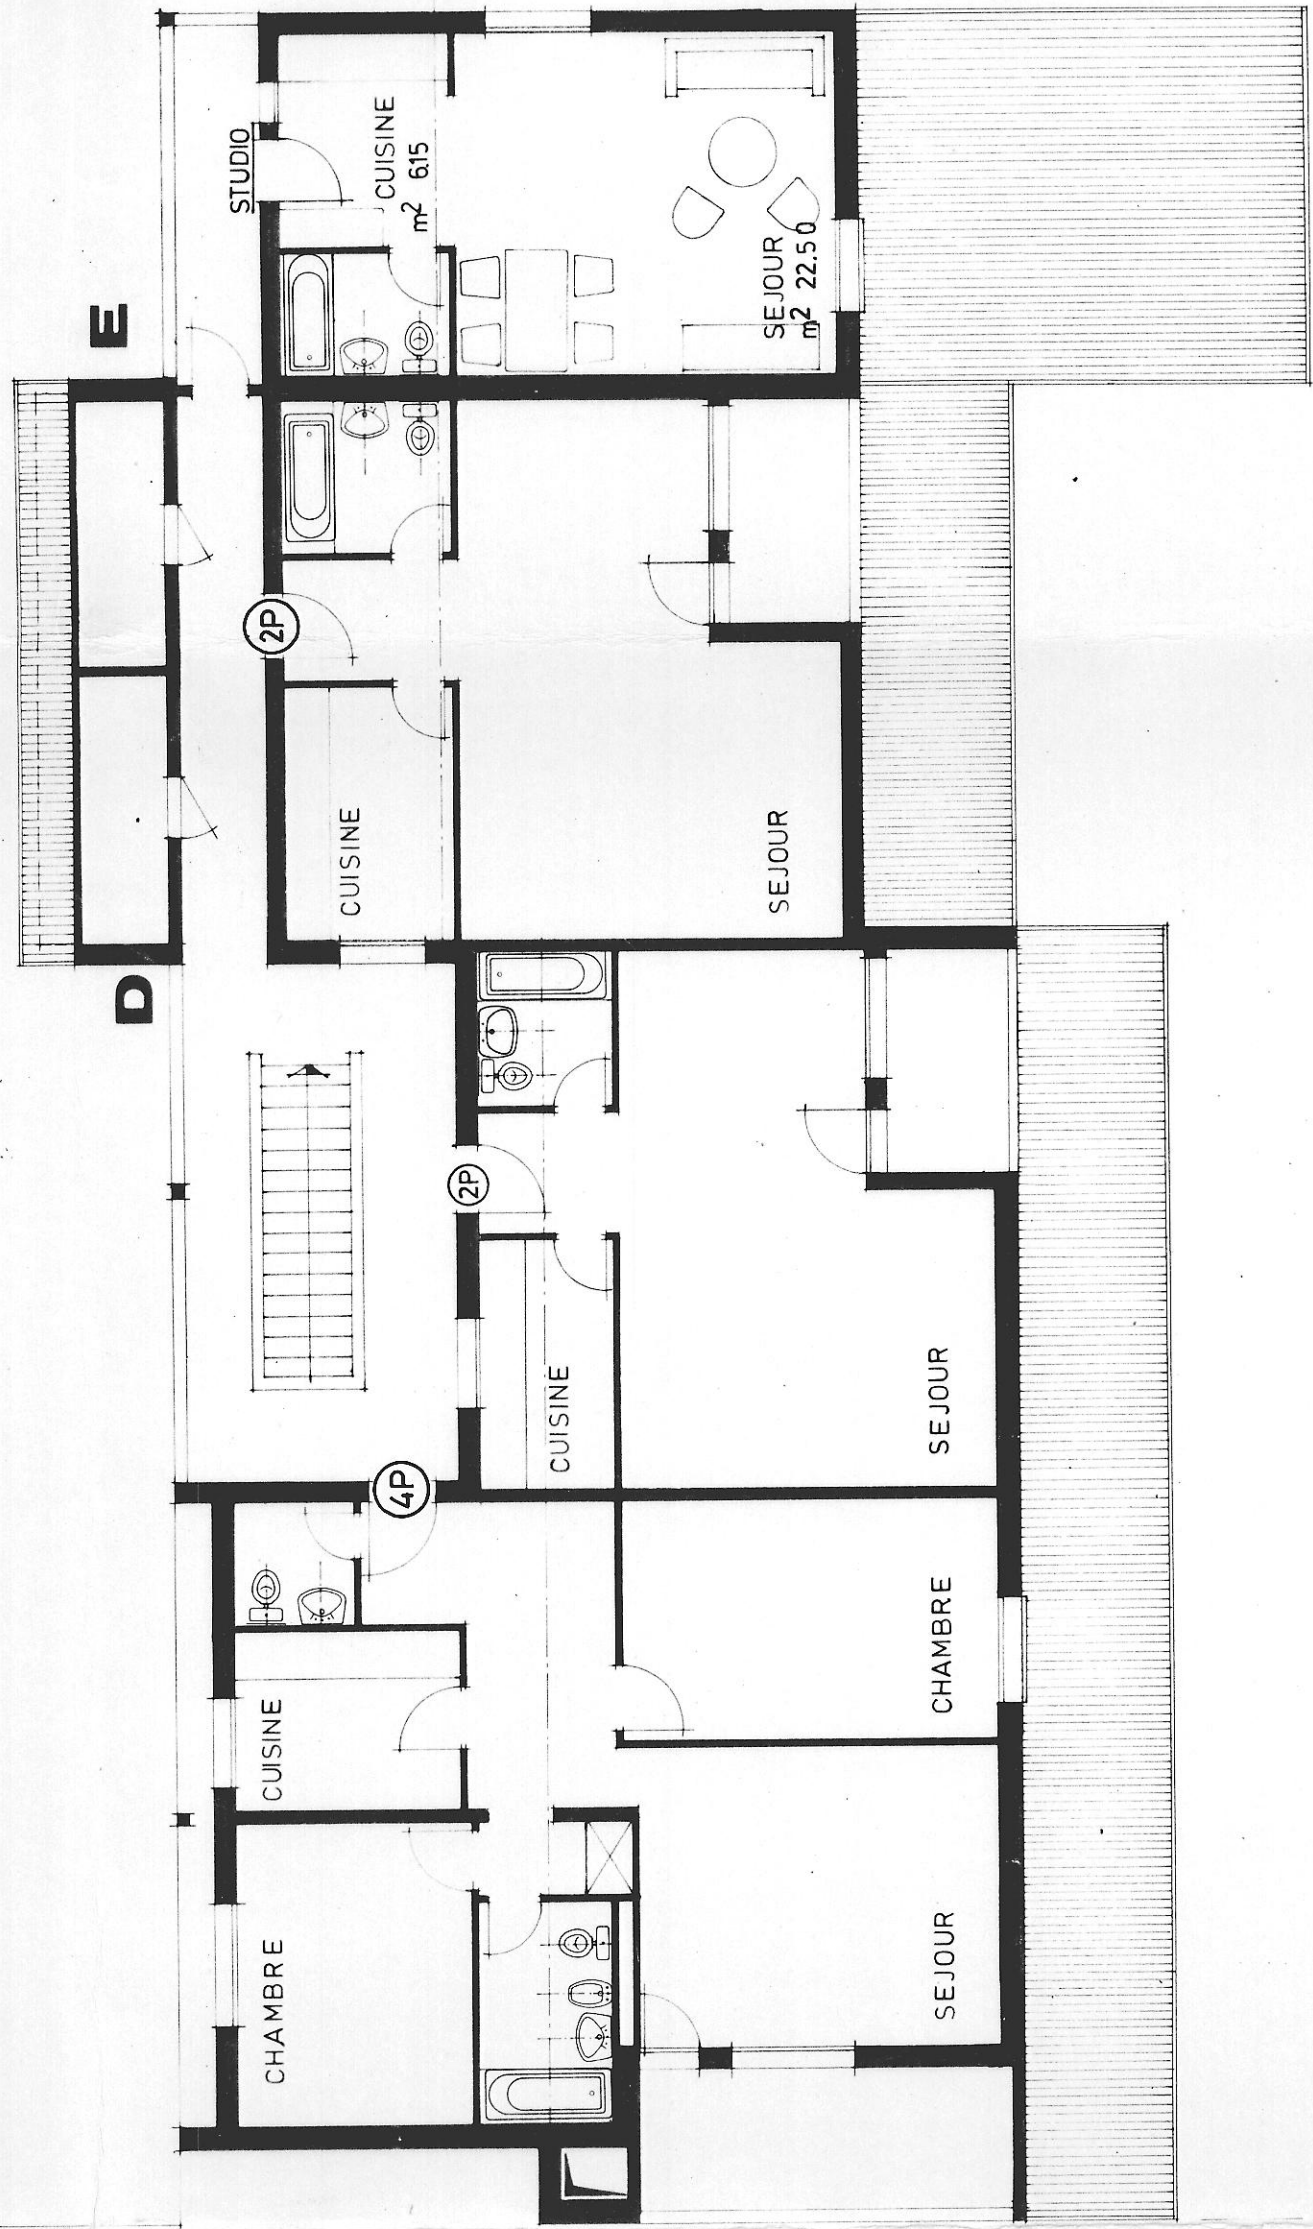 E
STUDIO
CUISINE
m² 6.15
SEJOUR
m² 22.50
2P
CUISINE
SEJOUR
D
2P
CUISINE
SEJOUR
4P
CUISINE
CHAMBRE
CHAMBRE
SEJOUR